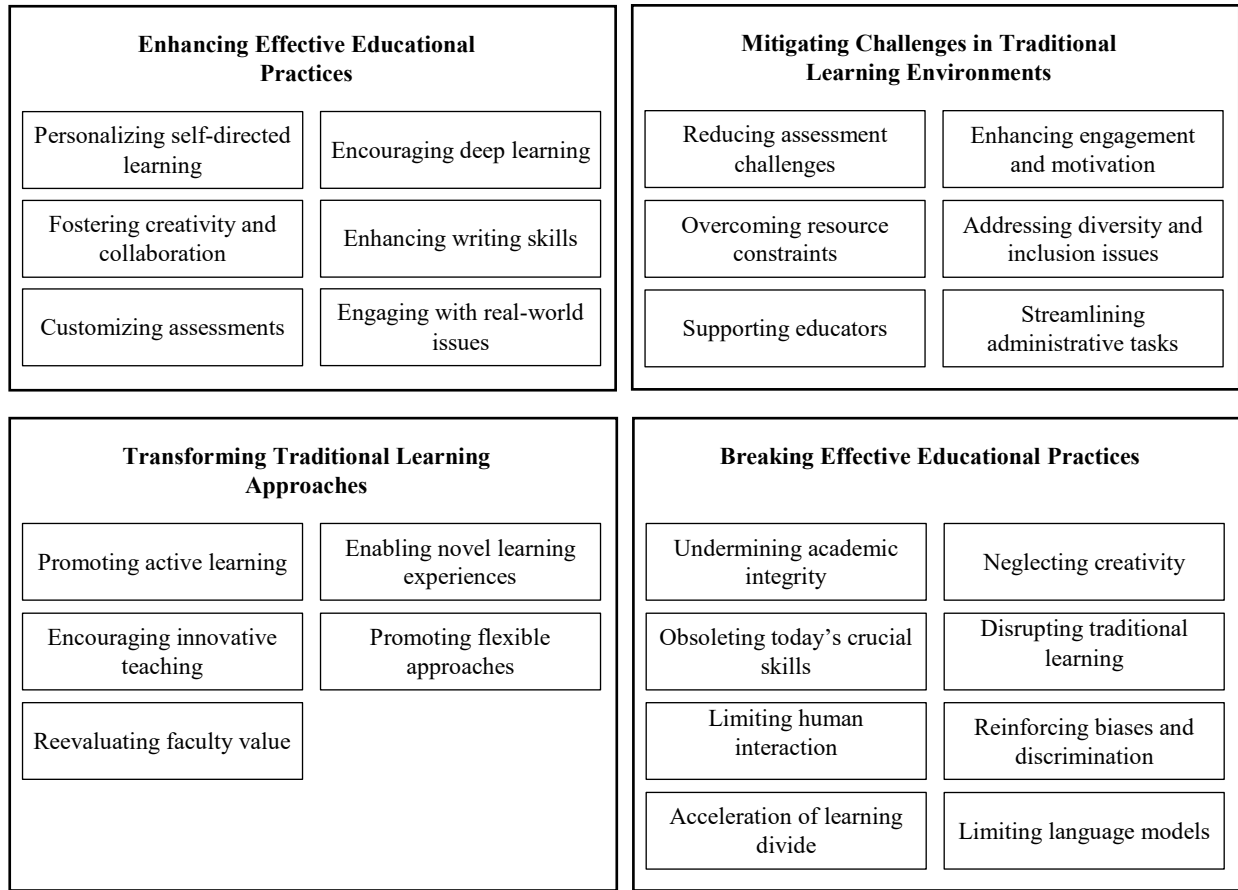 Enhancing Effective Educational
Practices
Personalizing self-directed
learning
Encouraging deep learning
Fostering creativity and
collaboration
Enhancing writing skills
Customizing assessments
Engaging with real-world
issues
Mitigating Challenges in Traditional
Learning Environments
Reducing assessment
challenges
Enhancing engagement
and motivation
Overcoming resource
constraints
Addressing diversity and
inclusion issues
Supporting educators
Streamlining
administrative tasks
Transforming Traditional Learning
Approaches
Promoting active learning
Enabling novel learning
experiences
Encouraging innovative
teaching
Promoting flexible
approaches
Reevaluating faculty value
Breaking Effective Educational Practices
Undermining academic
integrity
Neglecting creativity
Obsoleting today's crucial
skills
Disrupting traditional
learning
Limiting human
interaction
Reinforcing biases and
discrimination
Acceleration of learning
divide
Limiting language models